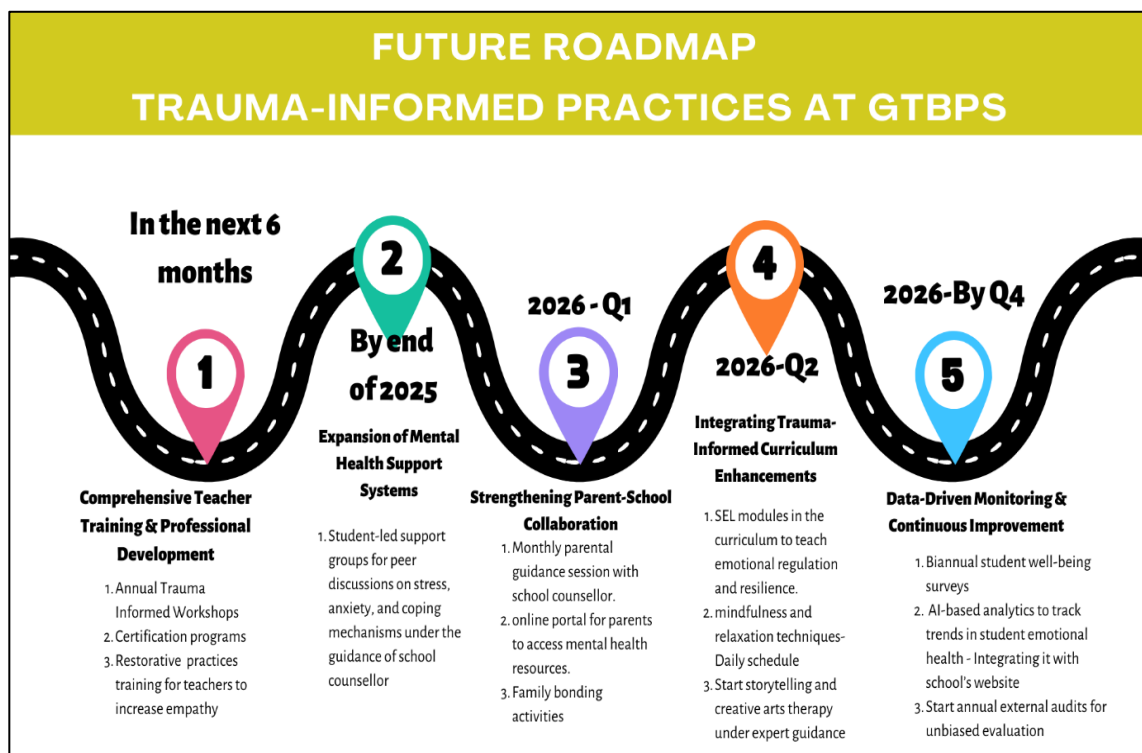 FUTURE ROADMAP
TRAUMA-INFORMED PRACTICES AT GTBPS
In the next 6
months
1
Comprehensive Teacher
Training & Professional
Development
1. Annual Trauma
Informed Workshops
2. Certification programs
3. Restorative practices
training for teachers to
increase empathy
2
By end
of 2025
Expansion of Mental
Health Support
Systems
1. Student-led support
groups for peer
discussions on stress,
anxiety, and coping
mechanisms under the
guidance of school
counsellor
2026 - Q1
3
Strengthening Parent-School
Collaboration
1. Monthly parental
guidance session with
school counsellor.
2. online portal for parents
to access mental health
resources.
3. Family bonding
activities
4
2026-Q2
Integrating Trauma-
Informed Curriculum
Enhancements
1. SEL modules in the
curriculum to teach
emotional regulation
and resilience.
2. mindfulness and
relaxation techniques-
Daily schedule
3. Start storytelling and
creative arts therapy
under expert guidance
2026-By Q4
5
Data-Driven Monitoring &
Continuous Improvement
1. Biannual student well-being
surveys
2. AI-based analytics to track
trends in student emotional
health - Integrating it with
school's website
3. Start annual external audits for
unbiased evaluation